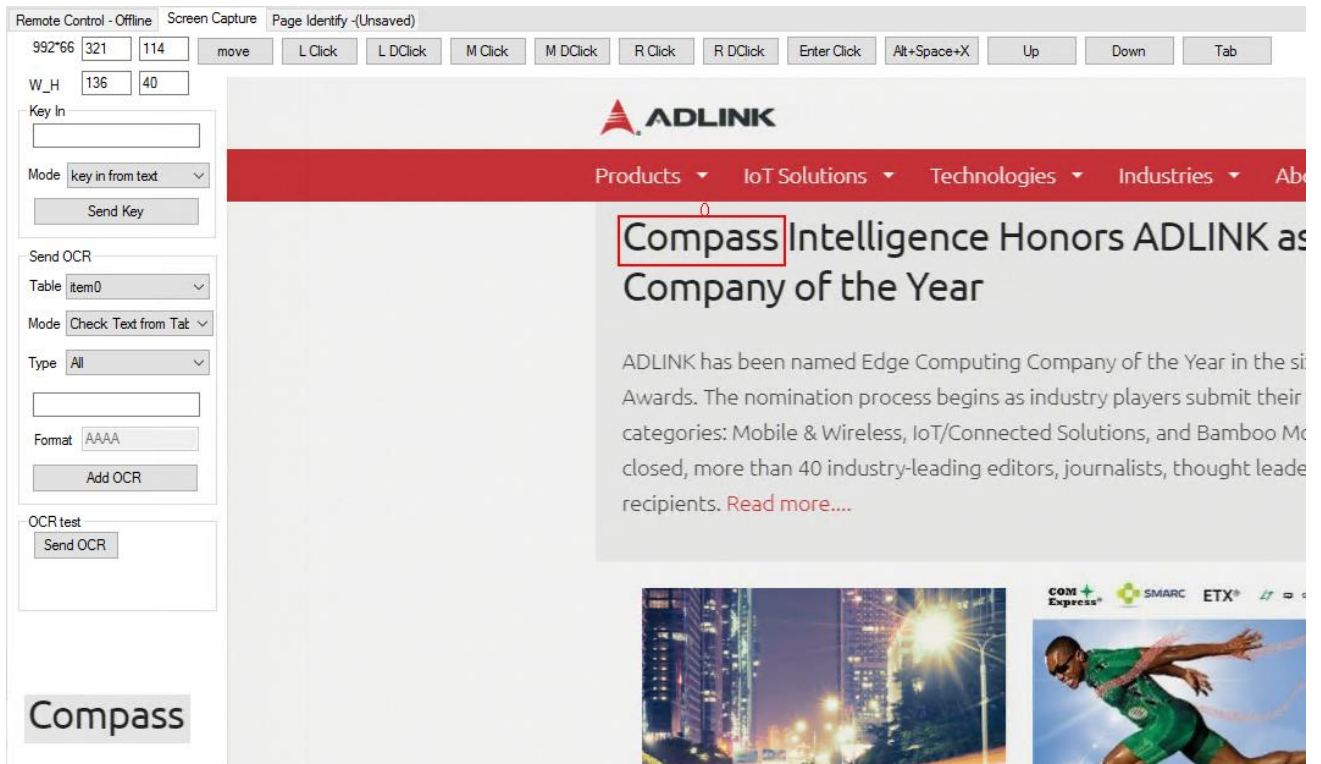 Remote Control - Offline Screen Capture Page Identify -(Unsaved)
992*66 321 114 move L Click L DClick M Click M DClick R Click R DClick Enter Click Alt+Space+X Up Down Tab
W_H 136 40
Key In
Mode key in from text
Send Key
Send OCR
Table item0
Mode Check Text from Tab
Type All
Format AAAA
Add OCR
OCR test
Send OCR
Compass
ADLINK
Products IoT Solutions Technologies Industries
0
Compass Intelligence Honors ADLINK as
Company of the Year
ADLINK has been named Edge Computing Company of the Year in the
Awards. The nomination process begins as industry players submit their
categories: Mobile & Wireless, IoT/Connected Solutions, and Bamboo
closed, more than 40 industry-leading editors, journalists, thought
recipients. Read more....
COM Express® SMARC ETX®